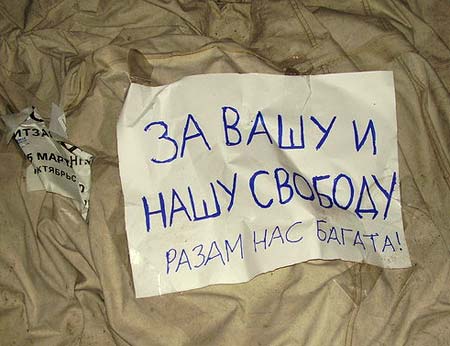 ЗА ВАШУ И
НАШУ СВОБОДУ
РАЗАМ НАС БАГАТА!